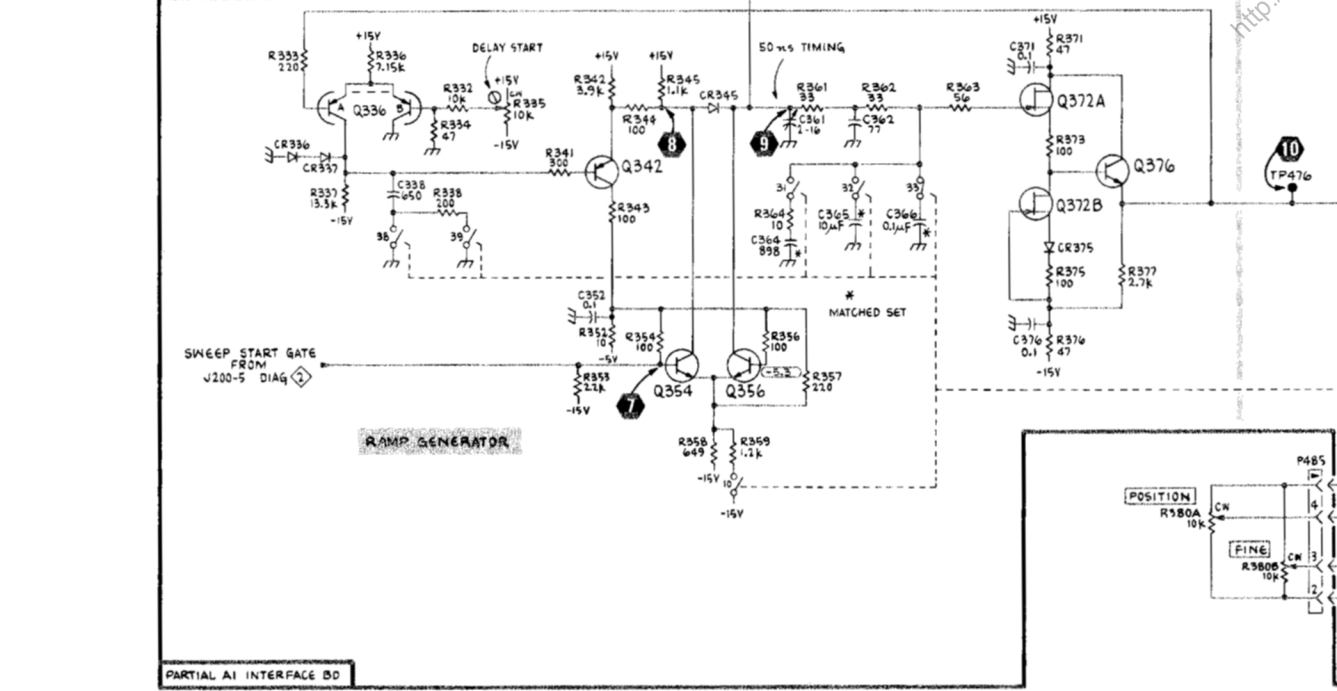 http:
+15V
R333
220
+15V
R336
7.15K
DELAY START
+15V
CW
R332
10K
R335
10K
-15V
A
Q336
B
R334
47
CR336
CR337
R337
13.3K
-15V
C338
650
R338
200
38
39
R341
300
+15V
R342
3.9K
+15V
R345
1.1K
CR345
R344
100
8
Q342
R343
100
50 ns TIMING
R361
33
R362
33
R363
56
9
C361
2-16
C362
77
31
32
33
R364
10
C364
898
*
C365
10µF
*
C366
0.1µF
*
*
MATCHED SET
C371
0.1
R371
47
Q372A
R373
100
Q376
Q372B
CR375
R375
100
R377
2.7K
C376
0.1
R376
47
-15V
10
TP476
C352
0.1
R352
10
-5V
R354
100
R356
100
-5.3
R357
220
Q354
Q356
7
SWEEP START GATE
FROM
J200-5 DIAG 2
R353
2.2K
-15V
RAMP GENERATOR
R358
649
R359
1.2K
-15V
10
-15V
P485
POSITION
R380A
10K
CW
4
FINE
R380B
10K
CW
3
2
PARTIAL A1 INTERFACE BD